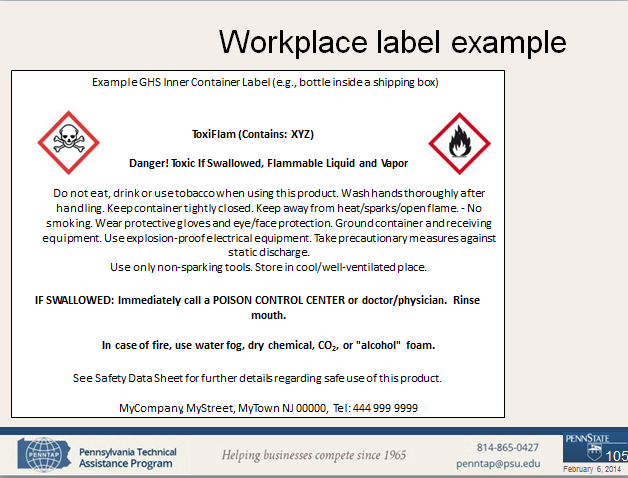 Workplace label example
Example GHS Inner Container Label (e.g., bottle inside a shipping box)
ToxiFlam (Contains: XYZ)
Danger! Toxic If Swallowed, Flammable Liquid and Vapor
Do not eat, drink or use tobacco when using this product. Wash hands thoroughly after
handling. Keep container tightly closed. Keep away from heat/sparks/open flame. - No
smoking. Wear protective gloves and eye/face protection. Ground container and receiving
equipment. Use explosion-proof electrical equipment. Take precautionary measures against
static discharge.
Use only non-sparking tools. Store in cool/well-ventilated place.
IF SWALLOWED: Immediately call a POISON CONTROL CENTER or doctor/physician. Rinse
mouth.
In case of fire, use water fog, dry chemical, CO₂, or "alcohol" foam.
See Safety Data Sheet for further details regarding safe use of this product.
MyCompany, MyStreet, MyTown NJ 00000, Tel: 444 999 9999
PENNTAP
Pennsylvania Technical
Assistance Program
Helping businesses compete since 1965
814-865-0427
penntap@psu.edu
PENNSTATE
105
February 6, 2014